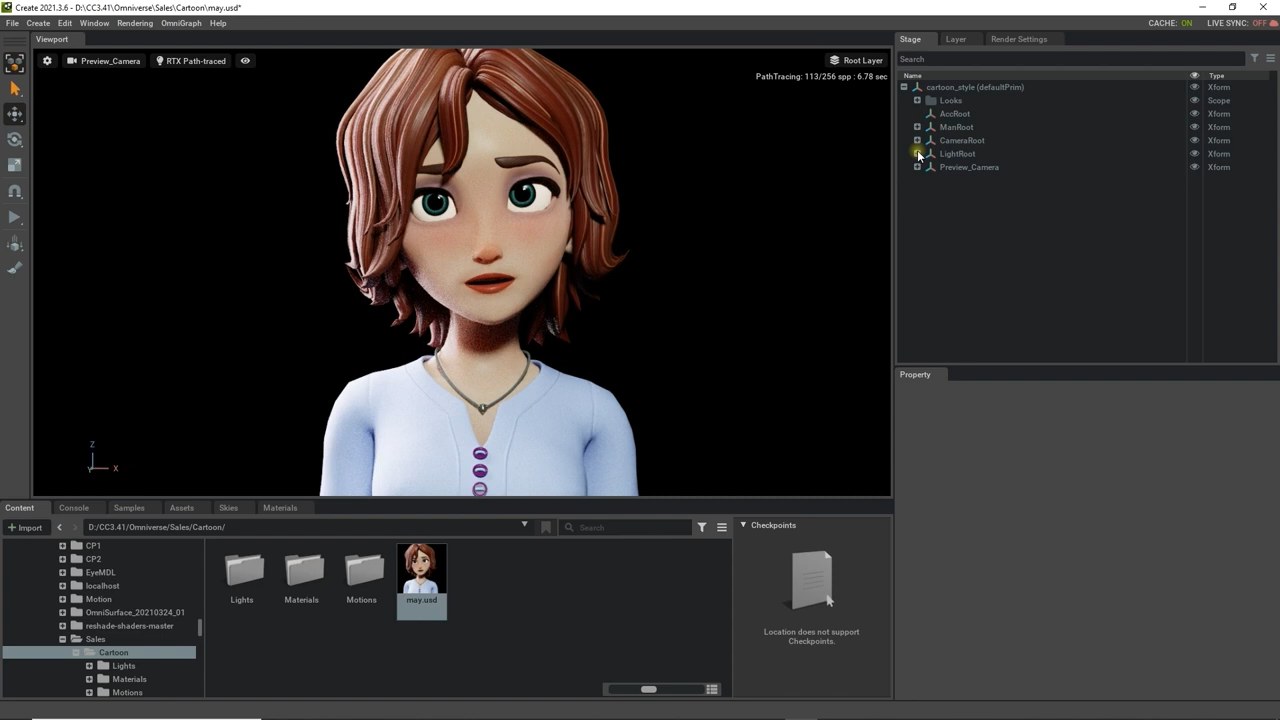 Create 2021.3.6 - D:\CC3.41\Omniverse\Sales\Cartoon\may.usd*
File Create Edit Window Rendering OmniGraph Help
CACHE: ON LIVE SYNC: OFF
Viewport
Preview_Camera RTX Path-traced
Root Layer
PathTracing: 113/256 spp : 6.78 sec
Z
Y X
Stage Layer Render Settings
Search
Name Type
cartoon_style (defaultPrim) Xform
Looks Scope
AccRoot Xform
ManRoot Xform
CameraRoot Xform
LightRoot Xform
Preview_Camera Xform
Property
Content Console Samples Assets Skies Materials
Import D:/CC3.41/Omniverse/Sales/Cartoon/ Search
CP1
CP2
EyeMDL
localhost
Motion
OmniSurface_20210324_01
reshade-shaders-master
Sales
Cartoon
Lights
Materials
Motions
Lights Materials Motions may.usd
Checkpoints
Location does not support
Checkpoints.